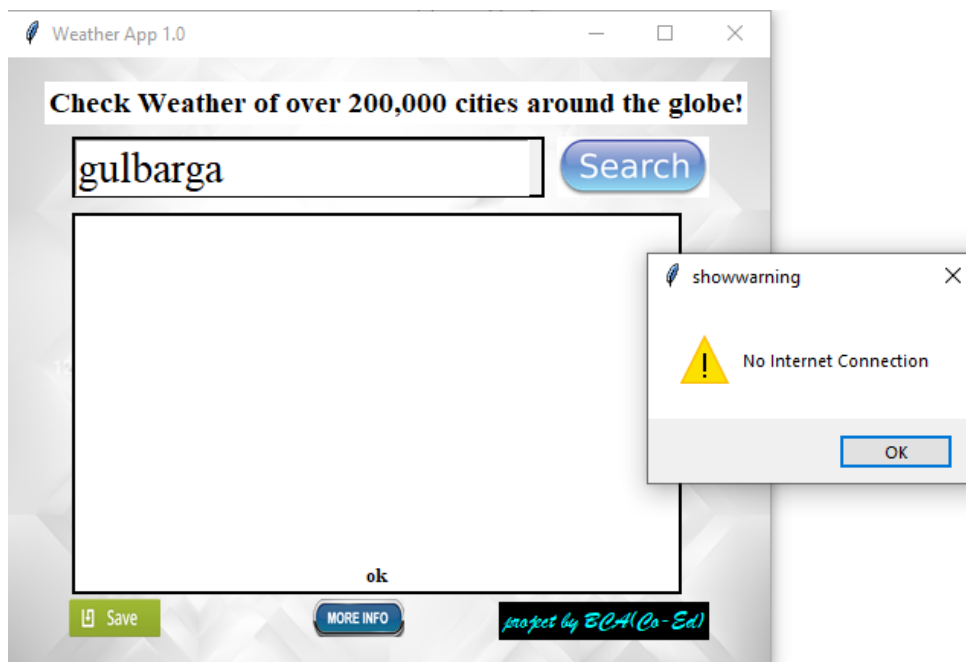 Weather App 1.0
Check Weather of over 200,000 cities around the globe!
gulbarga
Search
showwarning
No Internet Connection
OK
ok
Save
MORE INFO
project by BCA(Co-Ed)